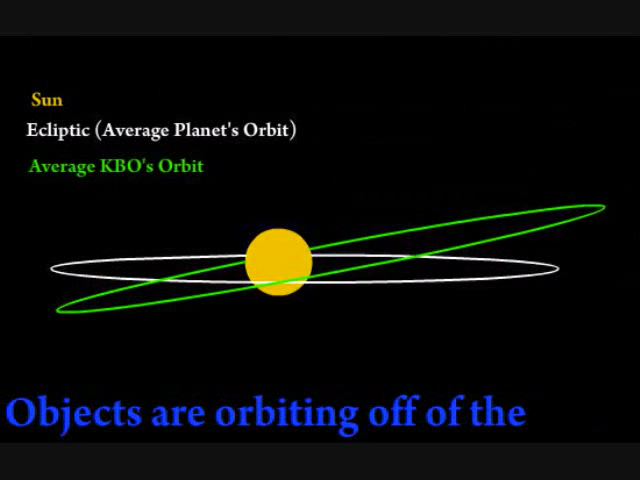 Sun
Ecliptic (Average Planet's Orbit)
Average KBO's Orbit
Objects are orbiting off of the